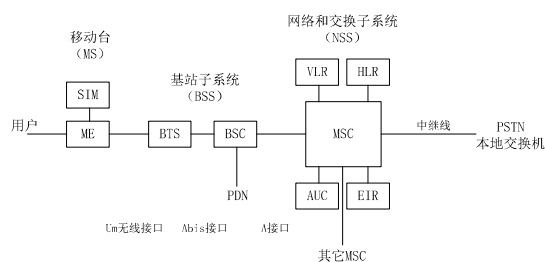 移动台
(MS)
基站子系统
(BSS)
网络和交换子系统
(NSS)
VLR
HLR
SIM
用户
ME
BTS
BSC
MSC
中继线
PSTN
本地交换机
PDN
AUC
EIR
Um无线接口
Abis接口
A接口
其它MSC